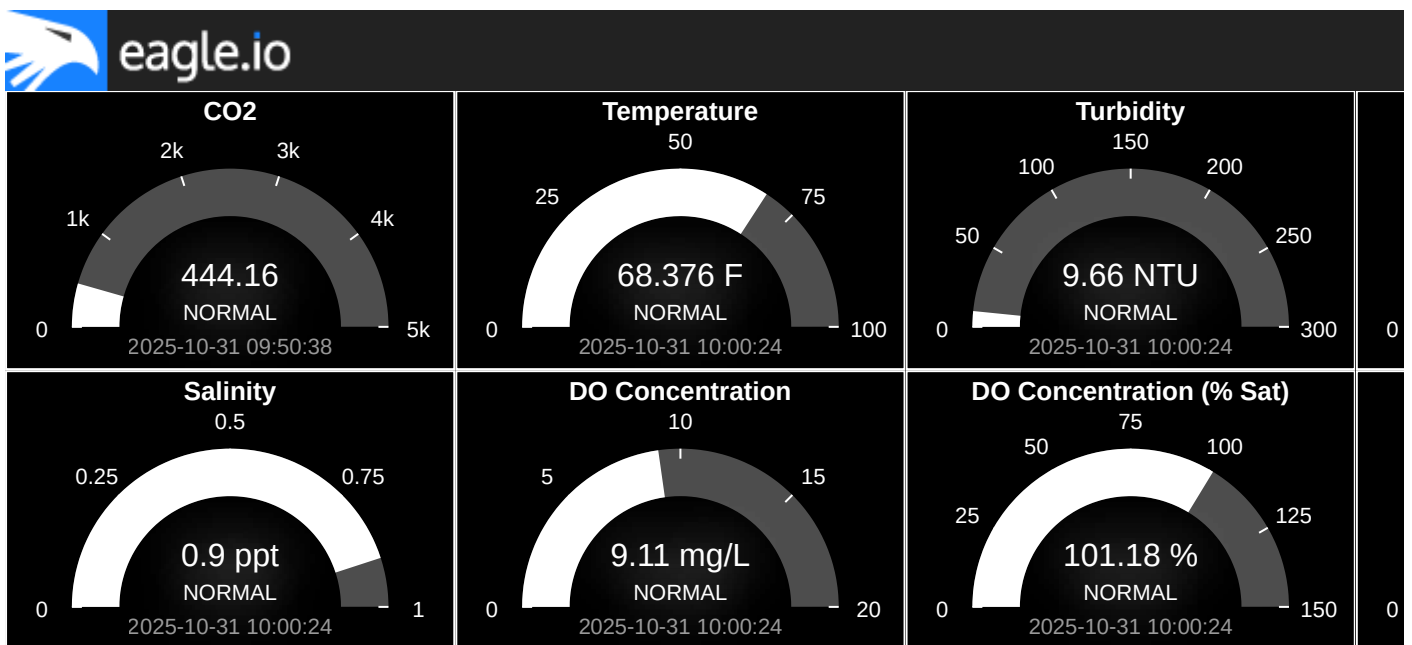 eagle.io
CO2
2k 3k
1k 4k
444.16
NORMAL
0 5k
2025-10-31 09:50:38
Temperature
50
25 75
68.376 F
NORMAL
0 100
2025-10-31 10:00:24
Turbidity
150
100 200
50 250
9.66 NTU
NORMAL
0 300
2025-10-31 10:00:24
0
Salinity
0.5
0.25 0.75
0.9 ppt
NORMAL
0 1
2025-10-31 10:00:24
DO Concentration
10
5 15
9.11 mg/L
NORMAL
0 20
2025-10-31 10:00:24
DO Concentration (% Sat)
75
50 100
25 125
101.18 %
NORMAL
0 150
2025-10-31 10:00:24
0